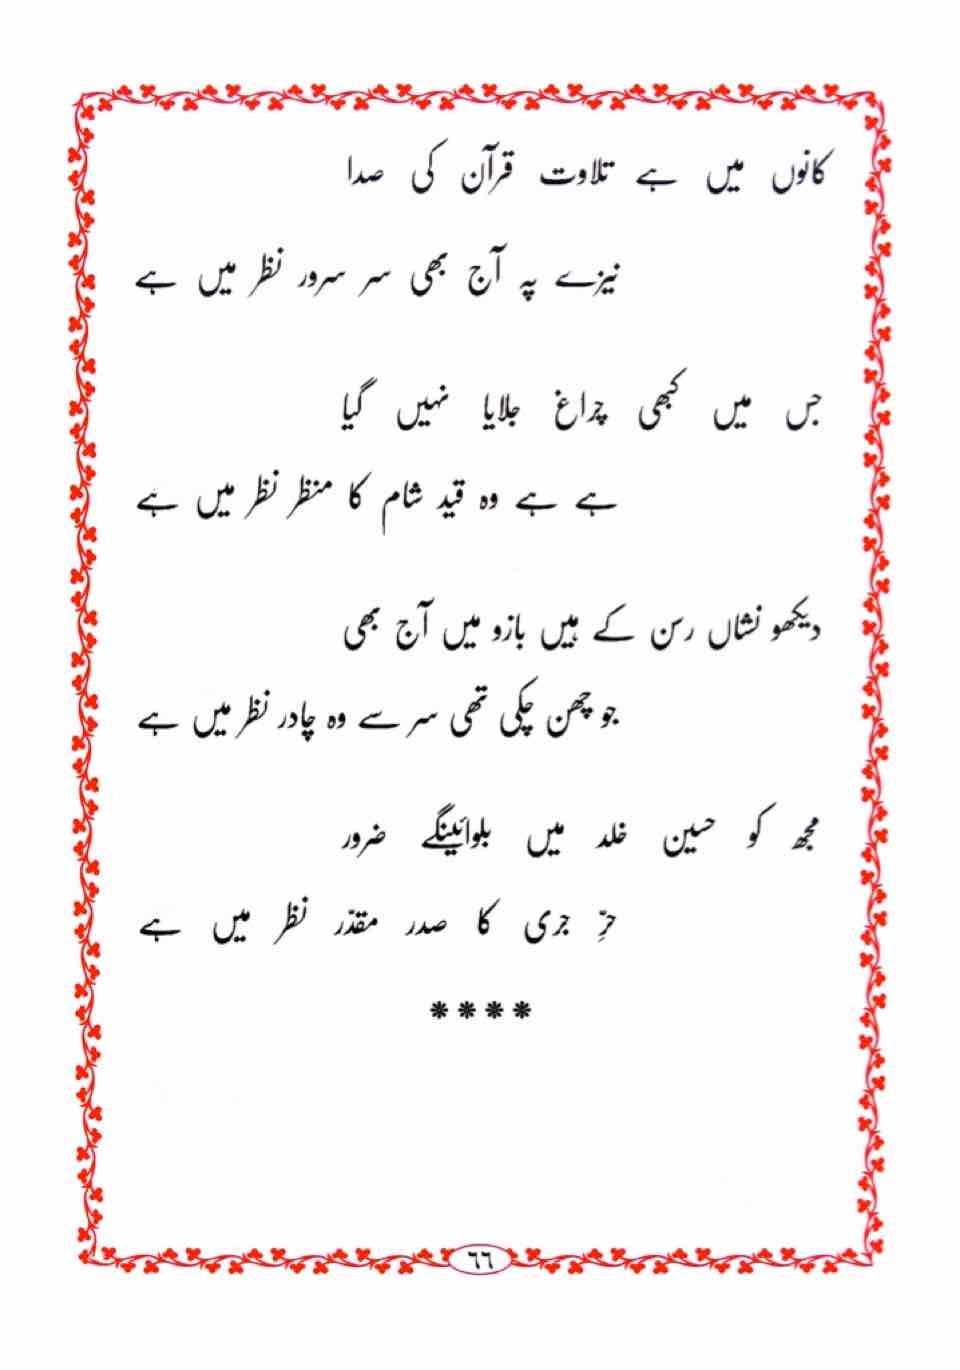 کانوں میں ہے تلاوت قرآن کی صدا
نیزے پہ آج بھی سر سرور نظر میں ہے
جس میں کبھی چراغ جلایا نہیں گیا
ہے ہے وہ قید شام کا منظر نظر میں ہے
دیکھو نشاں رسن کے ہیں بازو میں آج بھی
جو چھن چکی تھی سر سے وہ چادر نظر میں ہے
مجھ کو حسین خلد میں بلوائینگے ضرور
حرِّ جری کا صدر مقدّر نظر میں ہے
****
٦٦